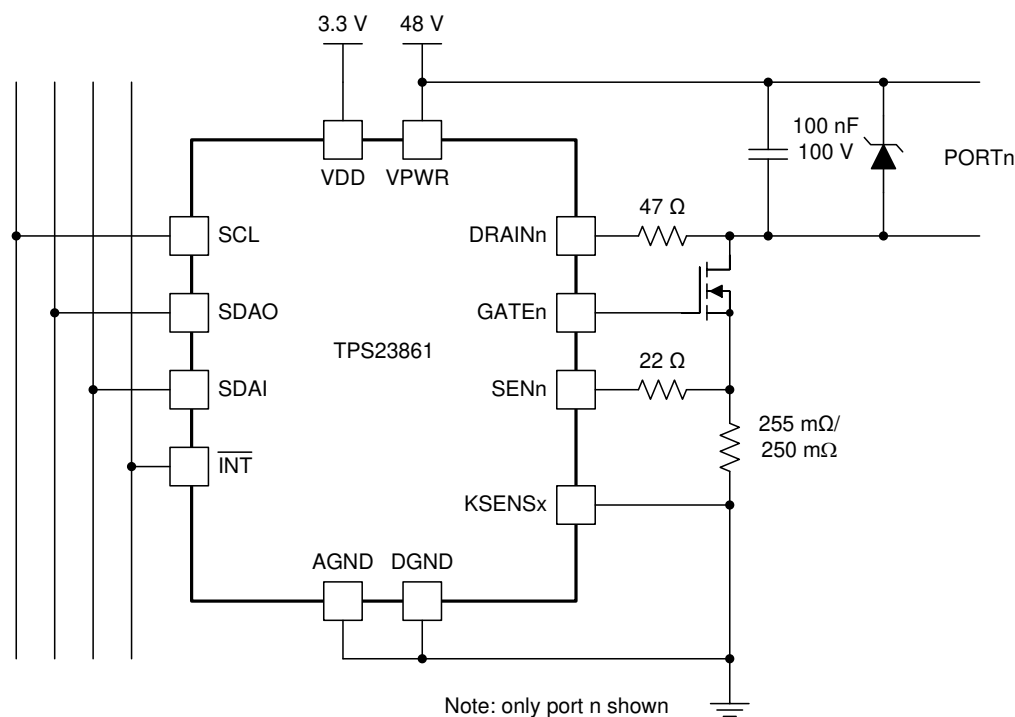 3.3 V
48 V
VDD
VPWR
100 nF
100 V
PORTn
SCL
DRAINn
47 Ω
SDAO
GATEn
TPS23861
SDAI
SENn
22 Ω
255 mΩ/
250 mΩ
INT
KSENSx
AGND
DGND
Note: only port n shown